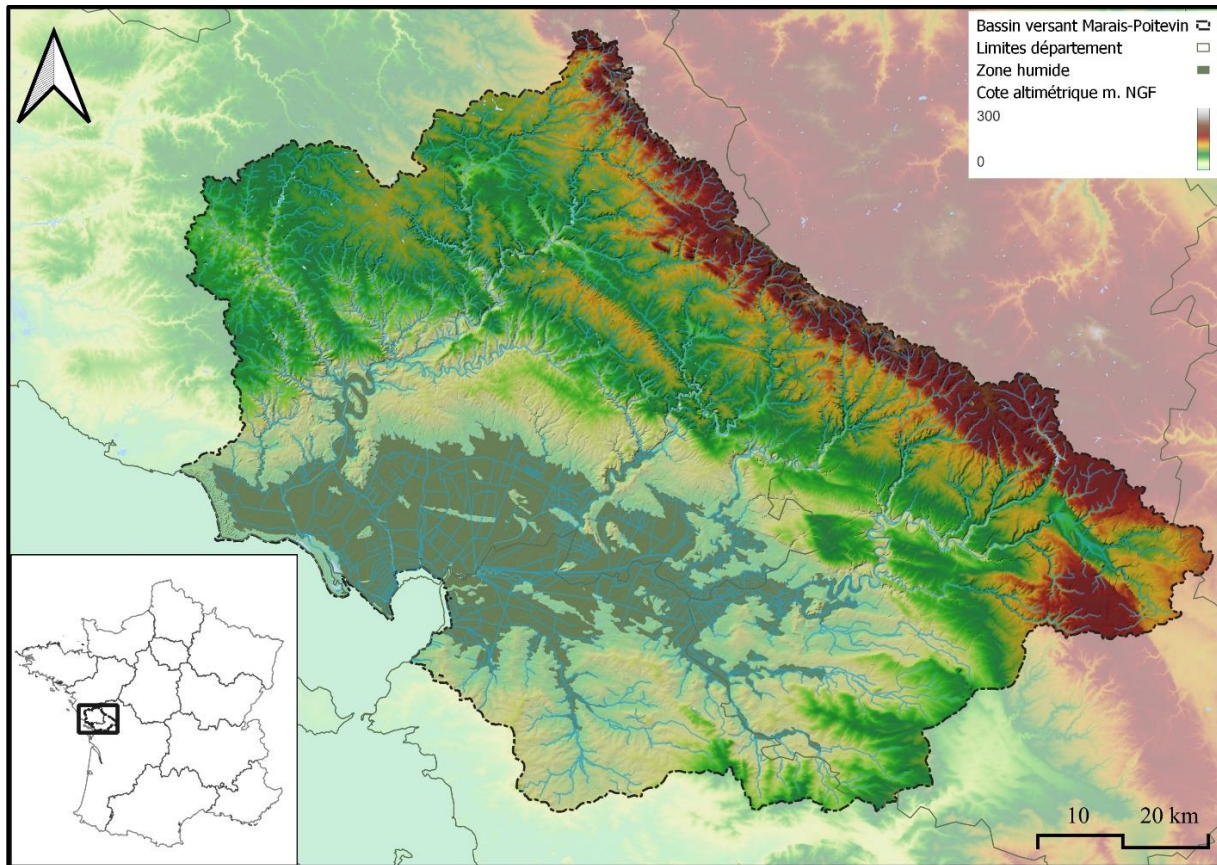 Bassin versant Marais-Poitevin
Limites département
Zone humide
Cote altimétrique m. NGF
300
0
10 20 km